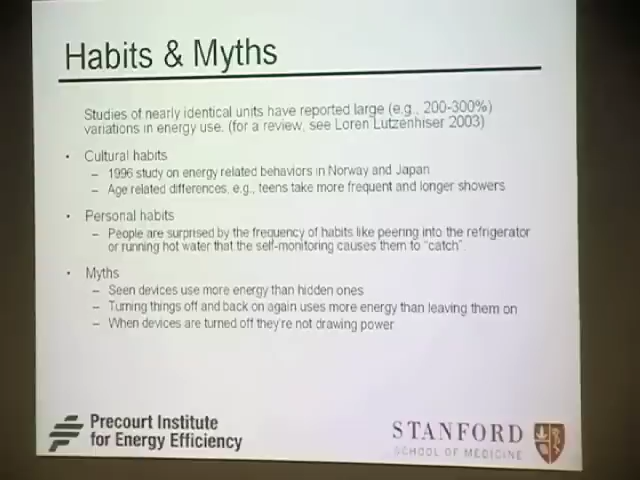 Habits & Myths
Studies of nearly identical units have reported large (e.g., 200-300%)
variations in energy use. (for a review, see Loren Lutzenhiser 2003)
• Cultural habits
– 1996 study on energy related behaviors in Norway and Japan
– Age related differences, e.g., teens take more frequent and longer showers
• Personal habits
– People are surprised by the frequency of habits like peering into the refrigerator
or running hot water that the self-monitoring causes them to "catch".
• Myths
– Seen devices use more energy than hidden ones
– Turning things off and back on again uses more energy than leaving them on
– When devices are turned off they're not drawing power
Precourt Institute
for Energy Efficiency
STANFORD
SCHOOL OF MEDICINE